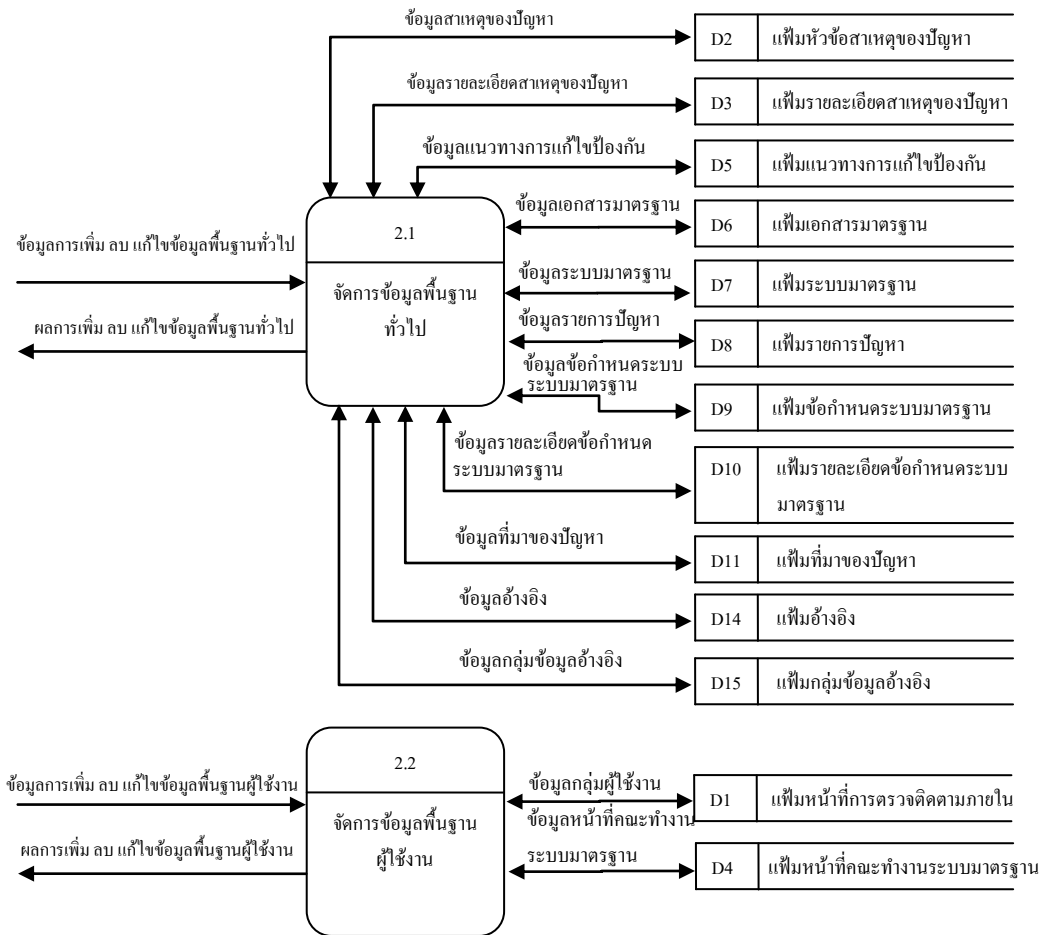 ข้อมูลสาเหตุของปัญหา
D2 แฟ้มหัวข้อสาเหตุของปัญหา
ข้อมูลรายละเอียดสาเหตุของปัญหา
D3 แฟ้มรายละเอียดสาเหตุของปัญหา
ข้อมูลแนวทางการแก้ไขป้องกัน
D5 แฟ้มแนวทางการแก้ไขป้องกัน
ข้อมูลเอกสารมาตรฐาน
D6 แฟ้มเอกสารมาตรฐาน
2.1
จัดการข้อมูลพื้นฐาน
ทั่วไป
ข้อมูลการเพิ่ม ลบ แก้ไขข้อมูลพื้นฐานทั่วไป
ผลการเพิ่ม ลบ แก้ไขข้อมูลพื้นฐานทั่วไป
ข้อมูลระบบมาตรฐาน
D7 แฟ้มระบบมาตรฐาน
ข้อมูลรายการปัญหา
D8 แฟ้มรายการปัญหา
ข้อมูลข้อกำหนดระบบ
ระบบมาตรฐาน
D9 แฟ้มข้อกำหนดระบบมาตรฐาน
ข้อมูลรายละเอียดข้อกำหนด
ระบบมาตรฐาน
D10 แฟ้มรายละเอียดข้อกำหนดระบบ
มาตรฐาน
ข้อมูลที่มาของปัญหา
D11 แฟ้มที่มาของปัญหา
ข้อมูลอ้างอิง
D14 แฟ้มอ้างอิง
ข้อมูลกลุ่มข้อมูลอ้างอิง
D15 แฟ้มกลุ่มข้อมูลอ้างอิง
2.2
จัดการข้อมูลพื้นฐาน
ผู้ใช้งาน
ข้อมูลการเพิ่ม ลบ แก้ไขข้อมูลพื้นฐานผู้ใช้งาน
ผลการเพิ่ม ลบ แก้ไขข้อมูลพื้นฐานผู้ใช้งาน
ข้อมูลกลุ่มผู้ใช้งาน
D1 แฟ้มหน้าที่การตรวจติดตามภายใน
ข้อมูลหน้าที่คณะทำงาน
ระบบมาตรฐาน
D4 แฟ้มหน้าที่คณะทำงานระบบมาตรฐาน